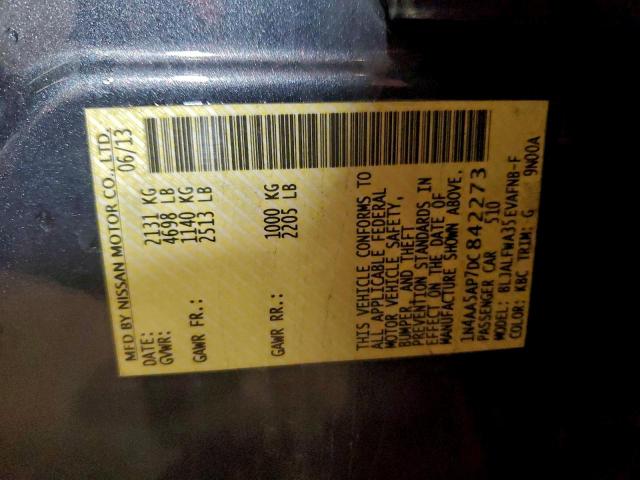 MFD BY NISSAN MOTOR CO., LTD.
DATE: 06/13
GVWR: 2131 KG
4698 LB
GAWR FR.: 1140 KG
2513 LB
GAWR RR.: 1000 KG
2205 LB
THIS VEHICLE CONFORMS TO
ALL APPLICABLE FEDERAL
MOTOR VEHICLE SAFETY,
BUMPER, AND THEFT
PREVENTION STANDARDS IN
EFFECT ON THE DATE OF
MANUFACTURE SHOWN ABOVE.
1N4AA5AP7DC842273
PASSENGER CAR 510
MODEL: BLJALFWA35EVAFNB-F
COLOR: KBC TRIM: G 9N00A